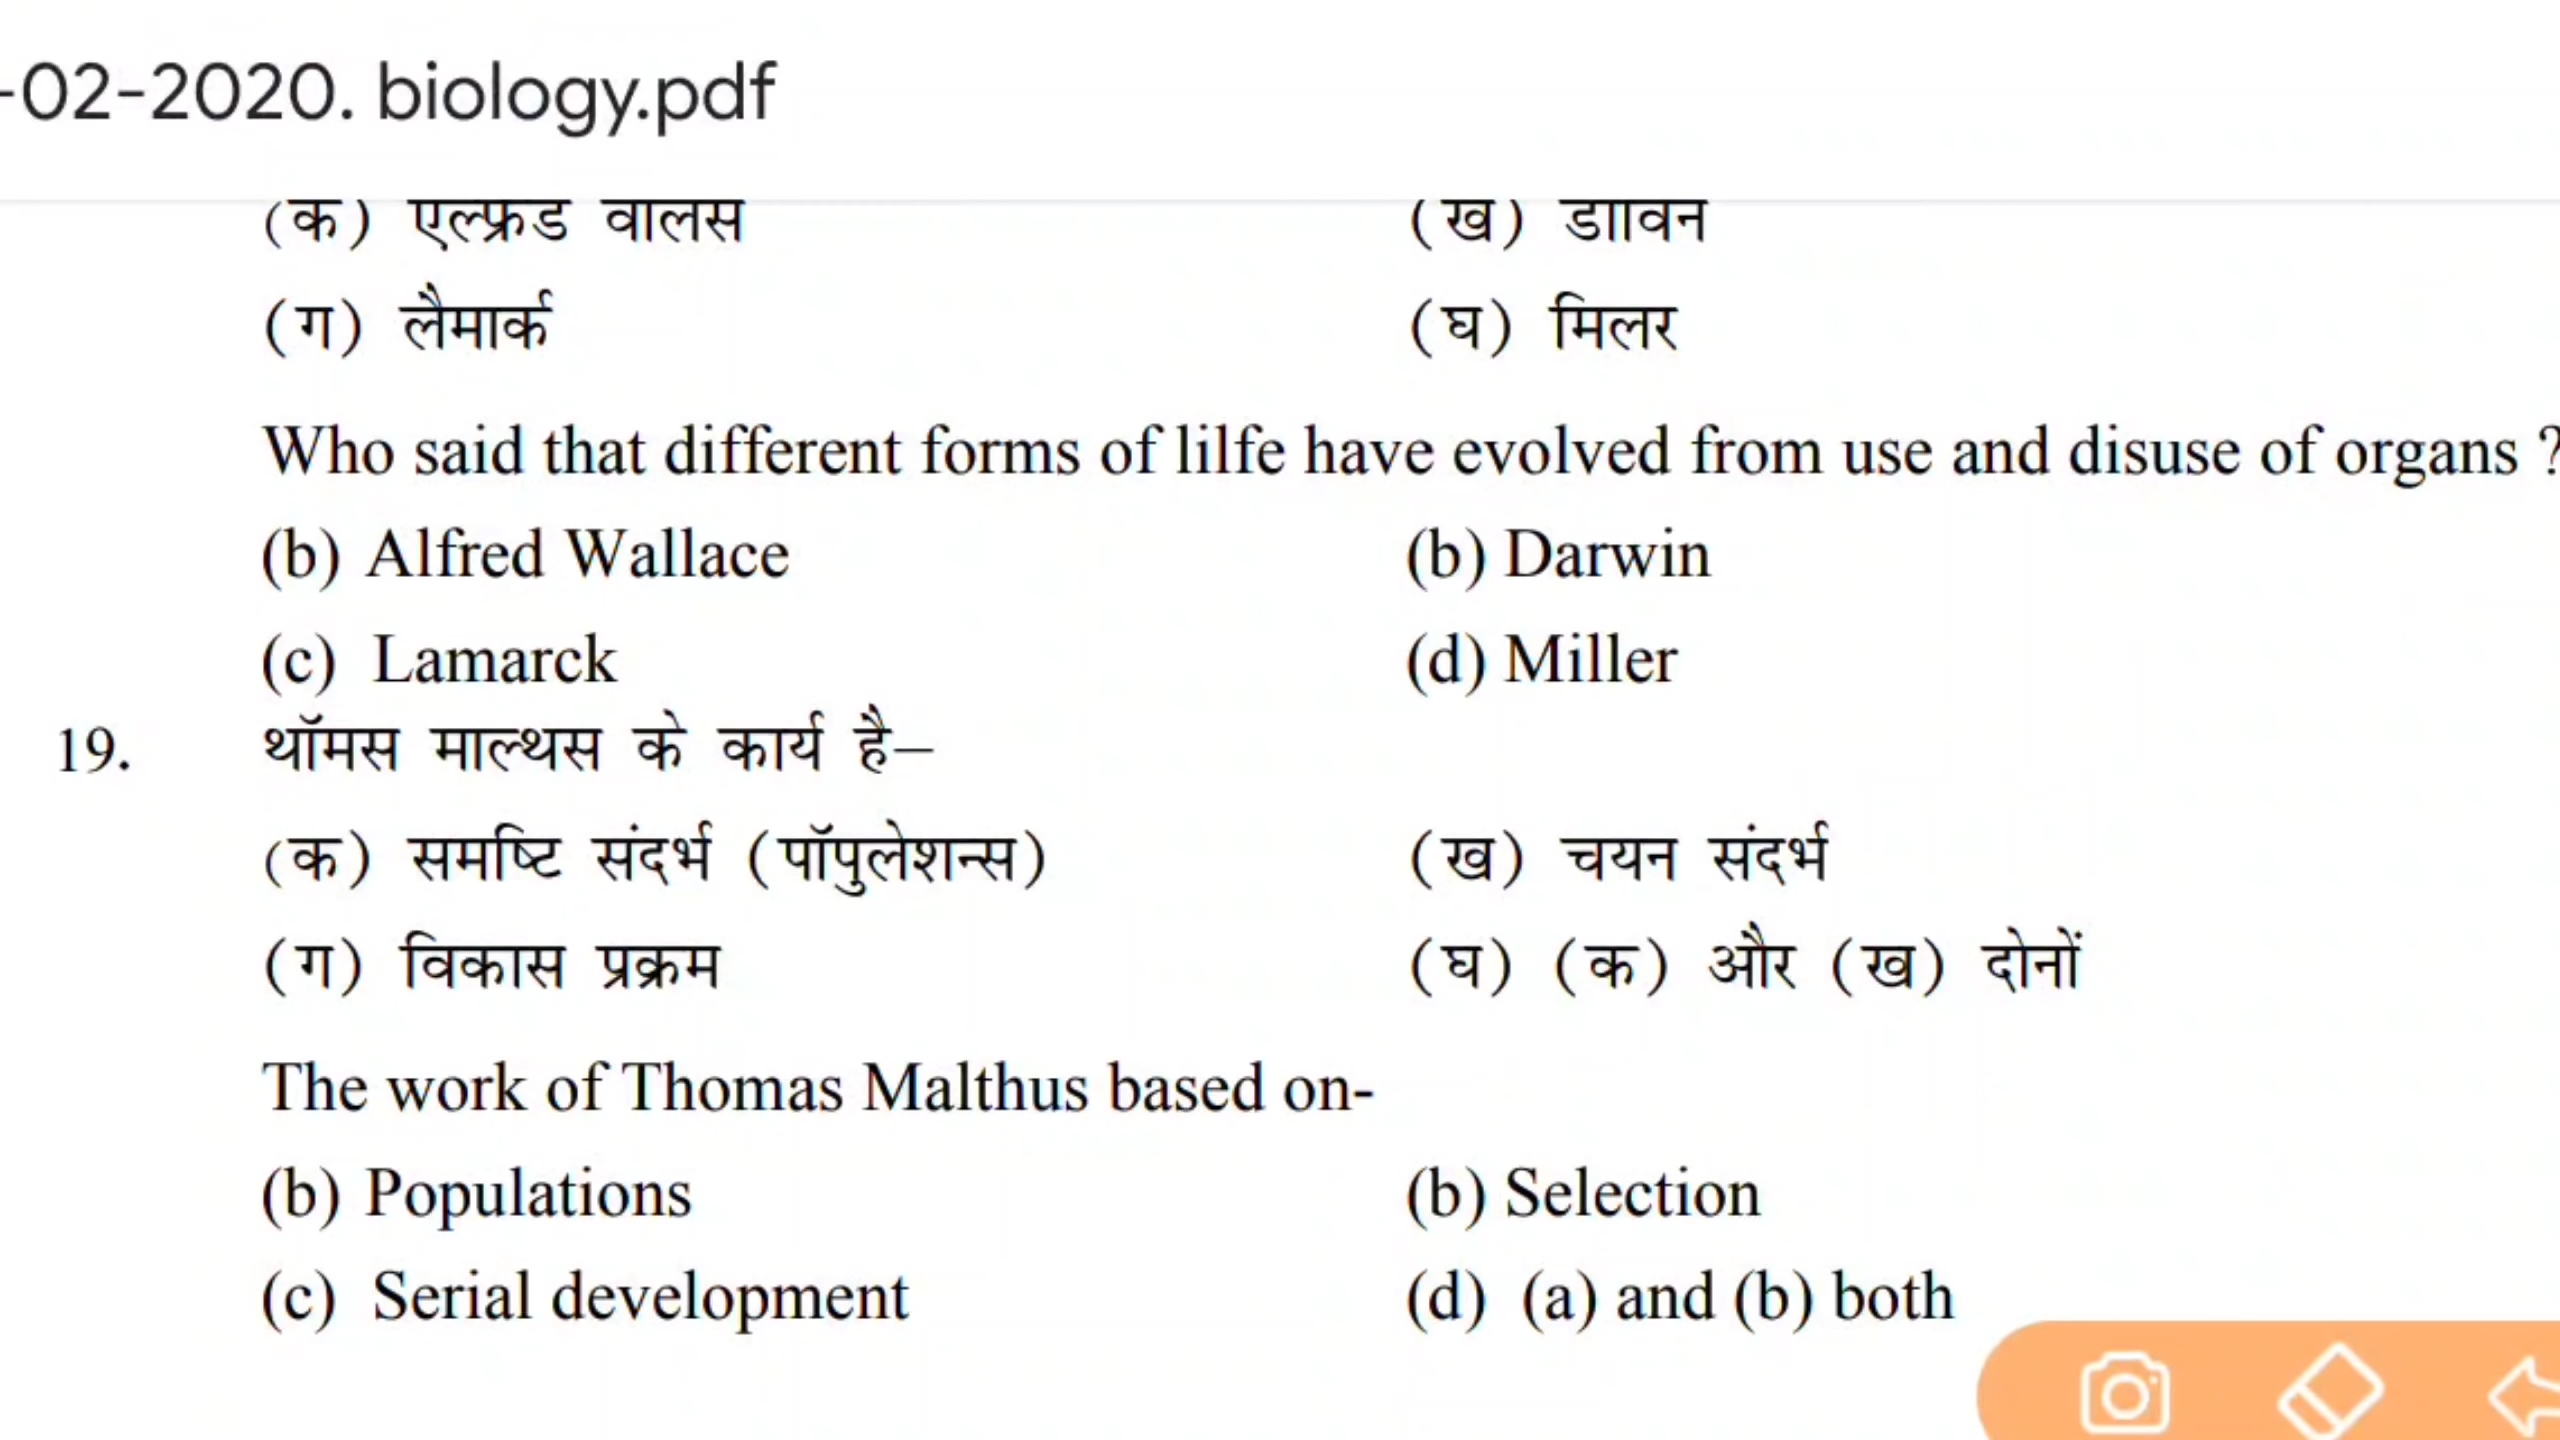 -02-2020. biology.pdf
(क) एल्फ्रेड वालेस (ख) डार्विन
(ग) लैमार्क (घ) मिलर
Who said that different forms of lilfe have evolved from use and disuse of organs ?
(b) Alfred Wallace (b) Darwin
(c) Lamarck (d) Miller
19. थॉमस माल्थस के कार्य है–
(क) समष्टि संदर्भ (पॉपुलेशन्स) (ख) चयन संदर्भ
(ग) विकास प्रक्रम (घ) (क) और (ख) दोनों
The work of Thomas Malthus based on-
(b) Populations (b) Selection
(c) Serial development (d) (a) and (b) both